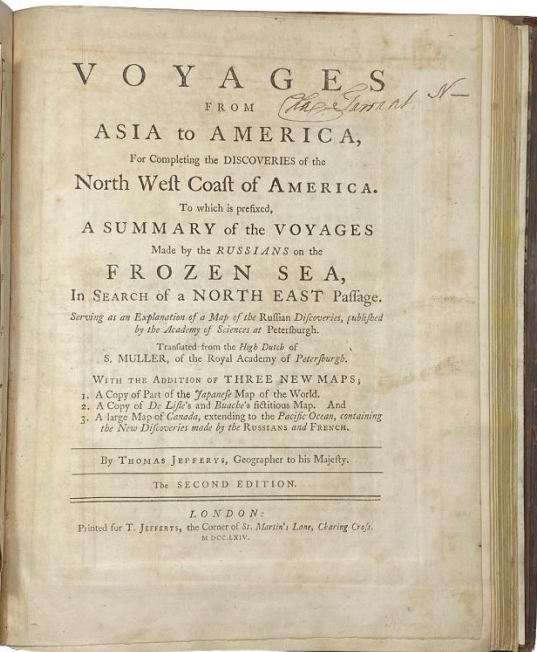 VOYAGES
FROM
ASIA to AMERICA,
For Completing the DISCOVERIES of the
North Weſt Coaſt of AMERICA.
To which is prefixed,
A SUMMARY of the VOYAGES
Made by the RUSSIANS on the
FROZEN SEA,
In SEARCH of a NORTH EAST Paſſage.
Serving as an Explanation of a Map of the Ruſſian Diſcoveries, publiſhed
by the Academy of Sciences at Peterſburgh.
Tranſlated from the High Dutch of
S. MULLER, of the Royal Academy of Peterſburgh.
WITH THE ADDITION OF THREE NEW MAPS;
1. A Copy of Part of the Japaneſe Map of the World.
2. A Copy of De Liſle's and Buache's fictitious Map. And
3. A large Map of Canada, extending to the Pacific Ocean, containing
the New Diſcoveries made by the RUSSIANS and FRENCH.
By THOMAS JEFFERYS, Geographer to his Majeſty.
The SECOND EDITION.
LONDON:
Printed for T. JEFFERYS, the Corner of St. Martin's Lane, Charing Croſs.
M DCC.LXIV.